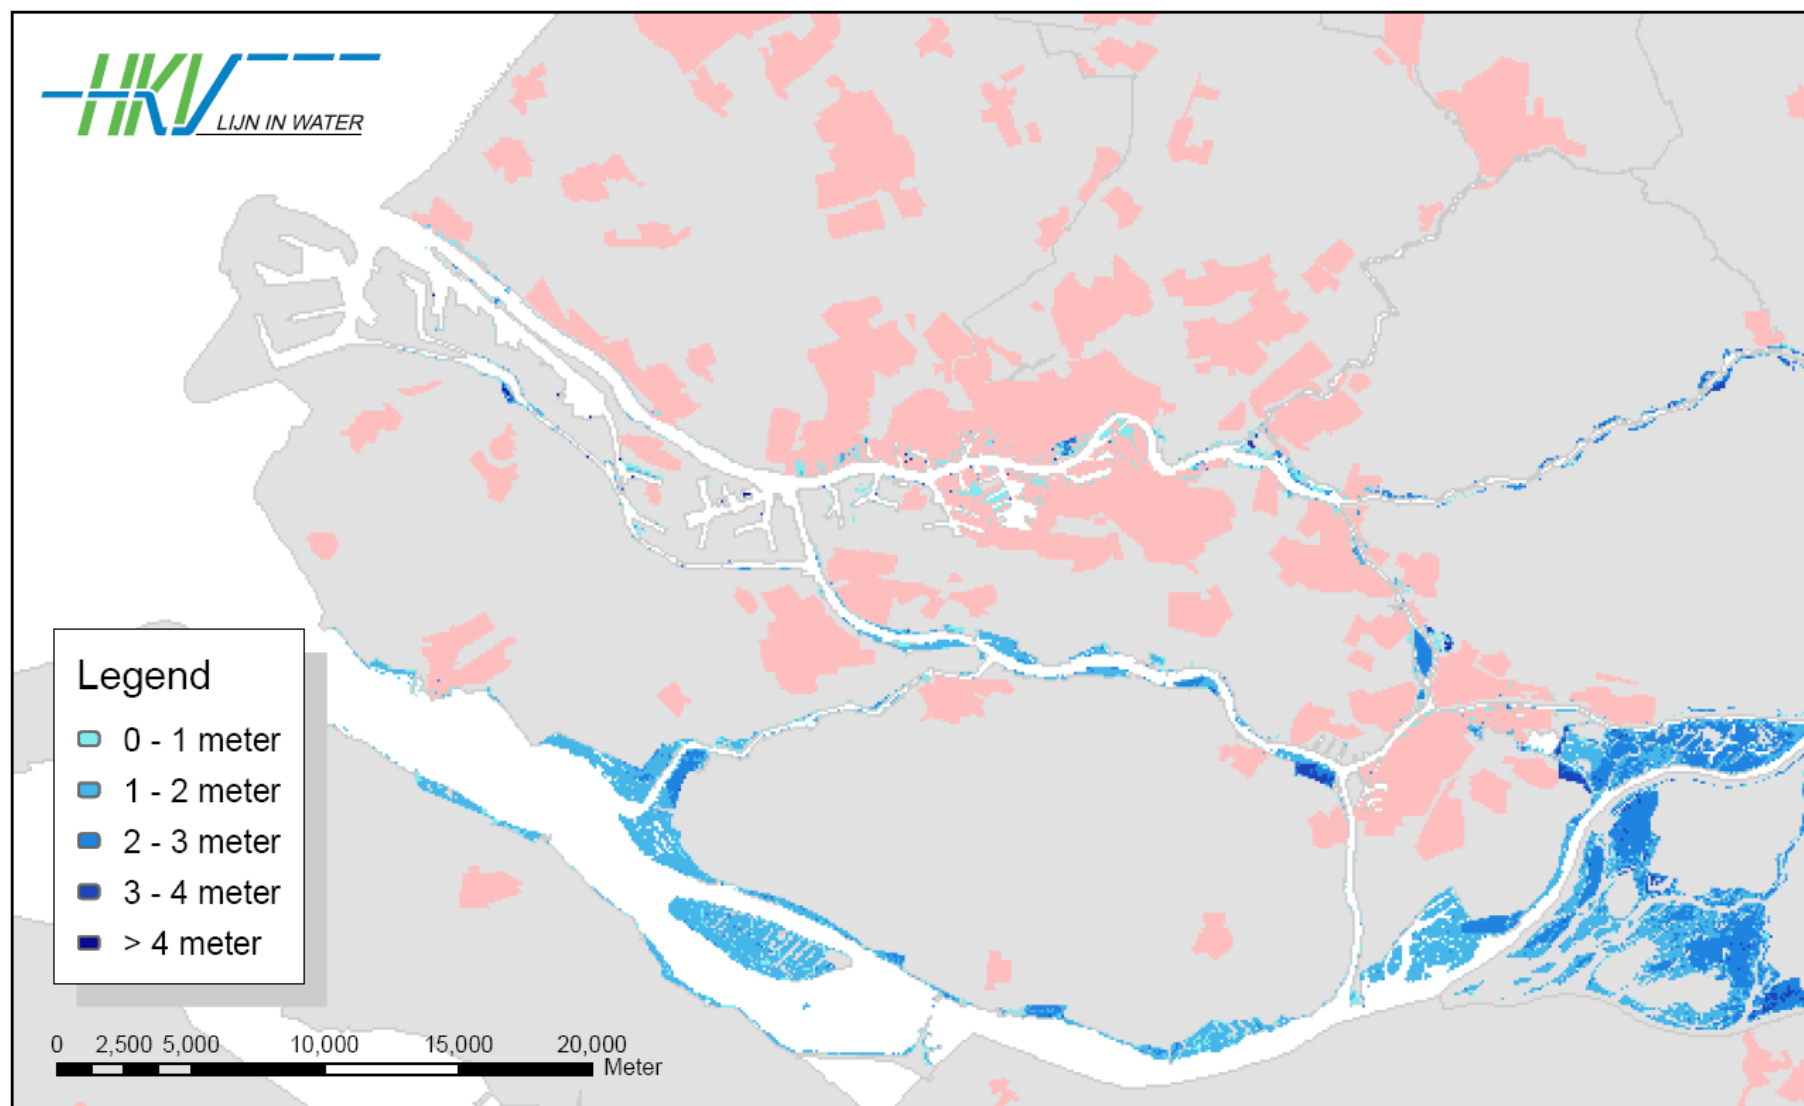 HKV
LIJN IN WATER
Legend
0 - 1 meter
1 - 2 meter
2 - 3 meter
3 - 4 meter
> 4 meter
0 2,500 5,000 10,000 15,000 20,000
Meter